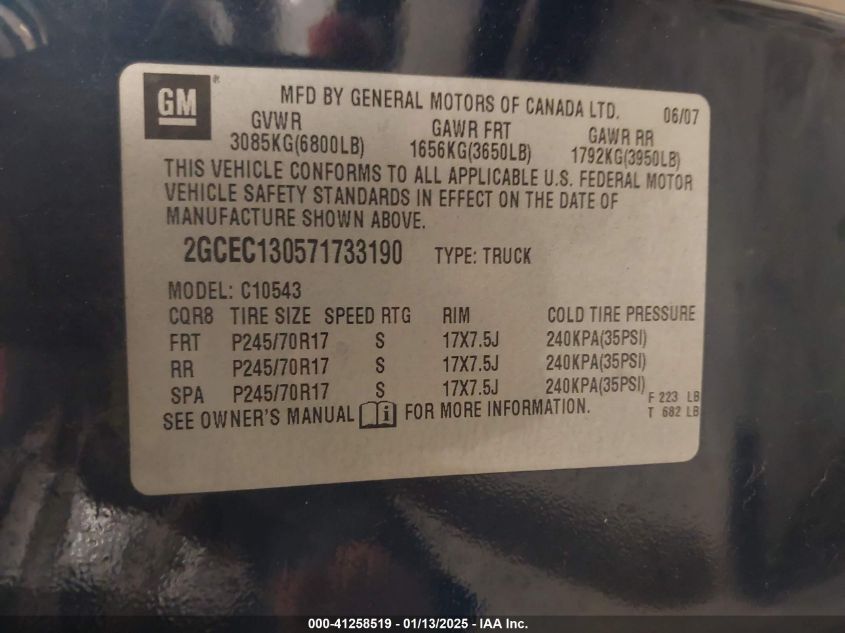 GM®
MFD BY GENERAL MOTORS OF CANADA LTD. 06/07
GVWR GAWR FRT GAWR RR
3085KG(6800LB) 1656KG(3650LB) 1792KG(3950LB)
THIS VEHICLE CONFORMS TO ALL APPLICABLE U.S. FEDERAL MOTOR
VEHICLE SAFETY STANDARDS IN EFFECT ON THE DATE OF
MANUFACTURE SHOWN ABOVE.
2GCEC130571733190 TYPE: TRUCK
MODEL: C10543
CQR8 TIRE SIZE SPEED RTG RIM COLD TIRE PRESSURE
FRT P245/70R17 S 17X7.5J 240KPA(35PSI)
RR P245/70R17 S 17X7.5J 240KPA(35PSI)
SPA P245/70R17 S 17X7.5J 240KPA(35PSI)
F 223 LB
T 682 LB
SEE OWNER'S MANUAL i FOR MORE INFORMATION.
000-41258519 - 01/13/2025 - IAA Inc.